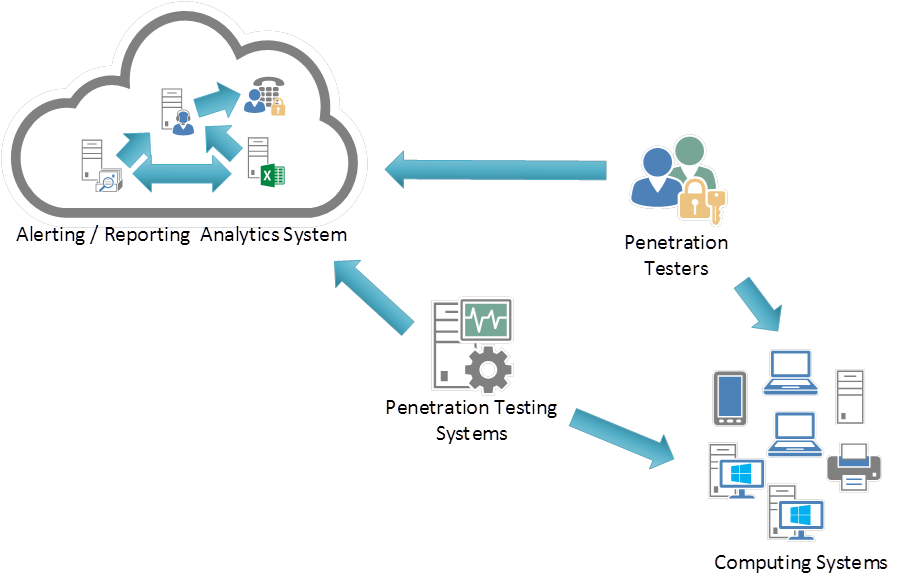 Alerting / Reporting Analytics System
Penetration
Testers
Penetration Testing
Systems
Computing Systems